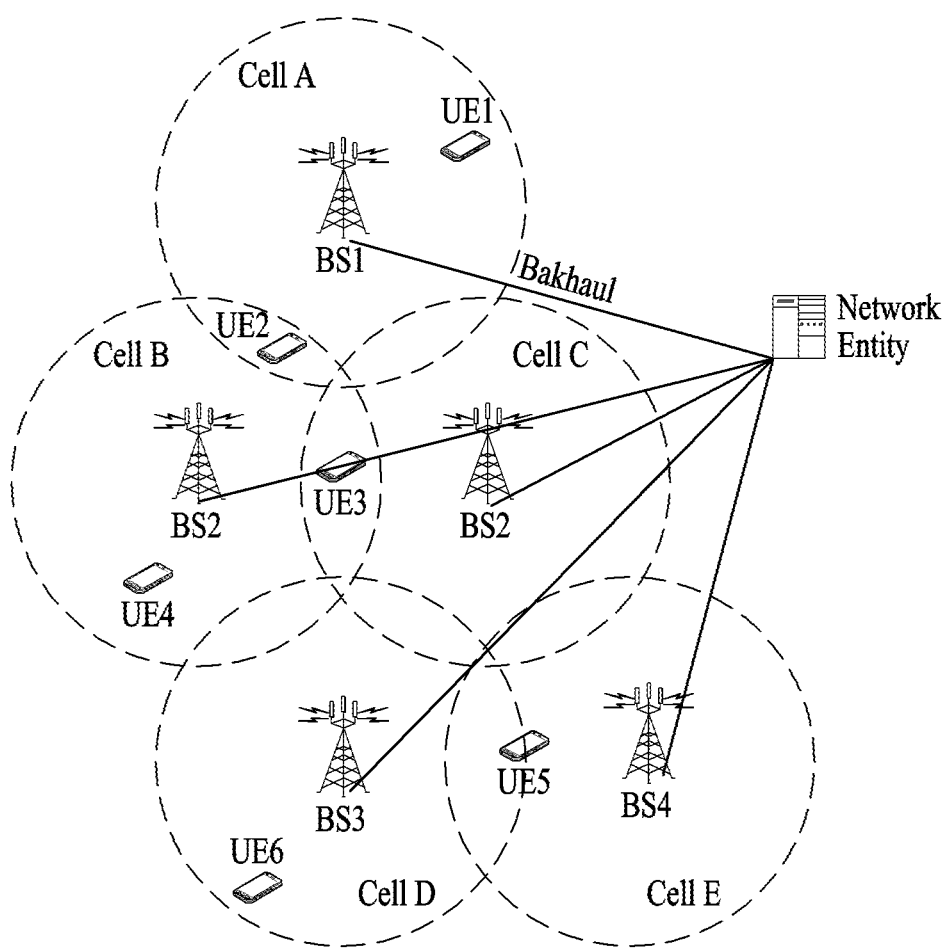 Cell A
UE1
BS1
Bakhaul
Network
Entity
UE2
Cell B
Cell C
BS2
UE3
BS2
UE4
BS3
UE5
BS4
UE6
Cell D
Cell E